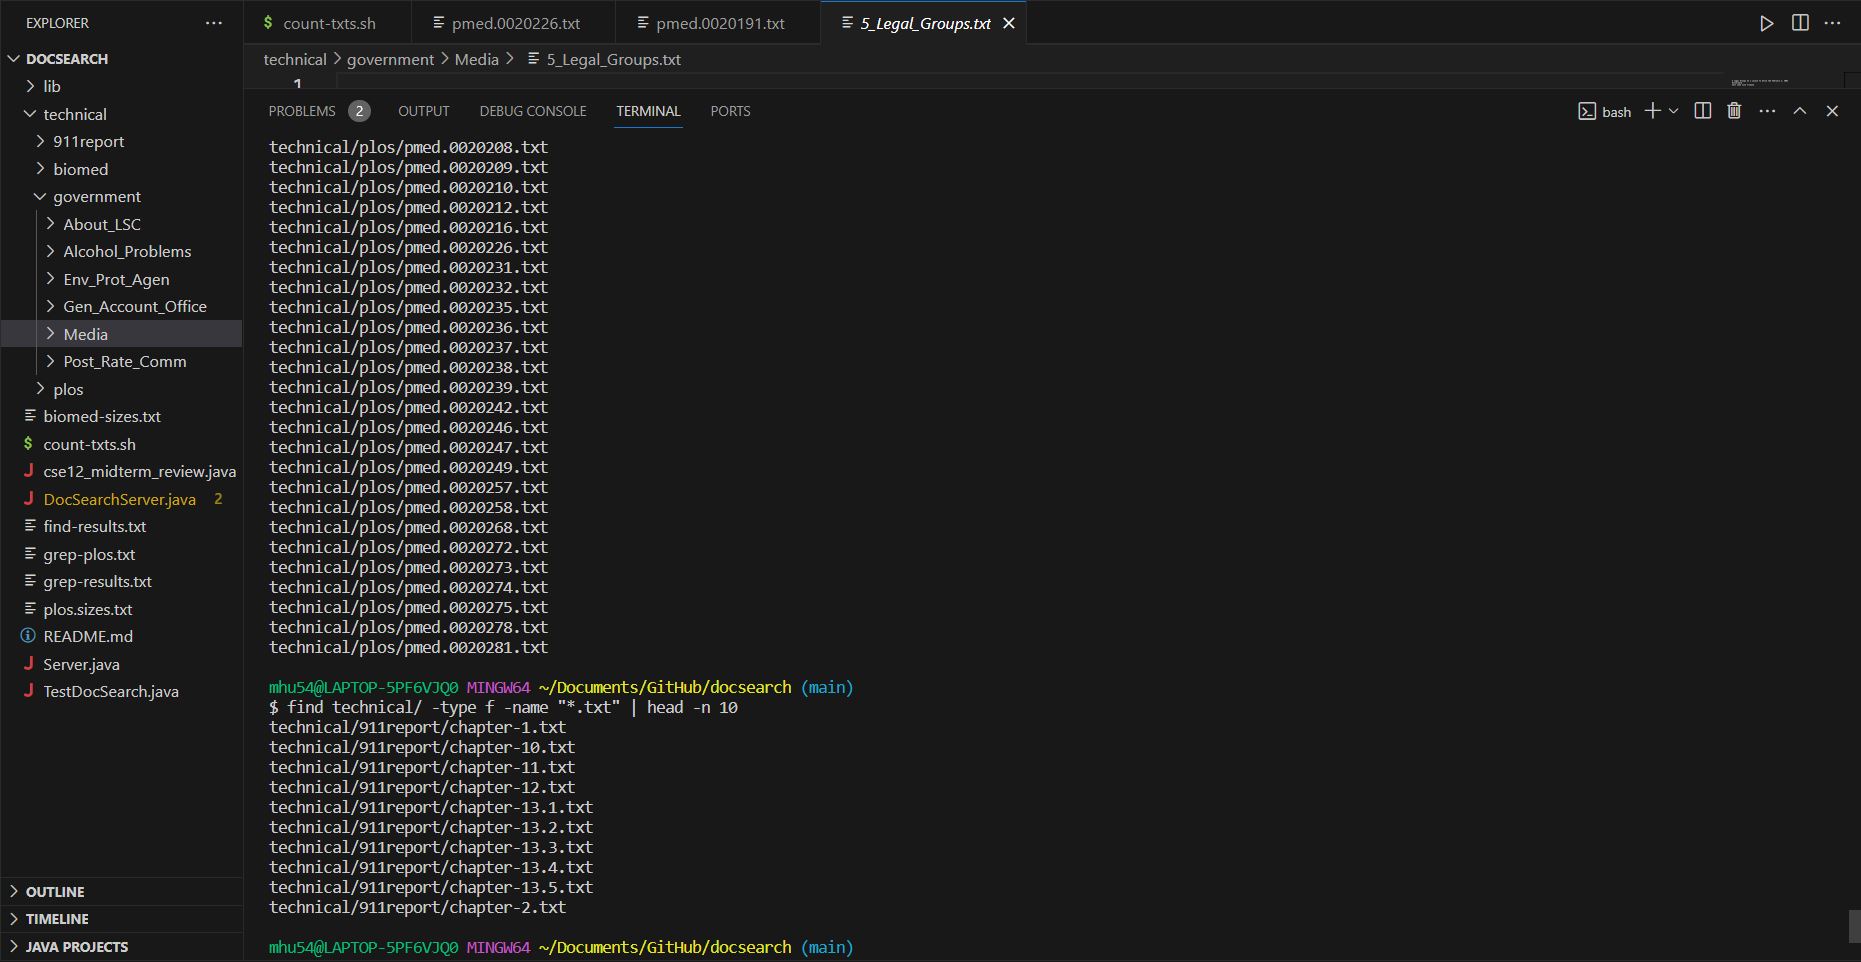 EXPLORER ···
DOCSEARCH
lib
technical
911report
biomed
government
About_LSC
Alcohol_Problems
Env_Prot_Agen
Gen_Account_Office
Media
Post_Rate_Comm
plos
biomed-sizes.txt
$ count-txts.sh
J cse12_midterm_review.java
J DocSearchServer.java 2
find-results.txt
grep-plos.txt
grep-results.txt
plos.sizes.txt
README.md
J Server.java
J TestDocSearch.java
OUTLINE
TIMELINE
JAVA PROJECTS
$ count-txts.sh pmed.0020226.txt pmed.0020191.txt 5_Legal_Groups.txt
technical > government > Media > 5_Legal_Groups.txt
1
PROBLEMS 2 OUTPUT DEBUG CONSOLE TERMINAL PORTS bash
technical/plos/pmed.0020208.txt
technical/plos/pmed.0020209.txt
technical/plos/pmed.0020210.txt
technical/plos/pmed.0020212.txt
technical/plos/pmed.0020216.txt
technical/plos/pmed.0020226.txt
technical/plos/pmed.0020231.txt
technical/plos/pmed.0020232.txt
technical/plos/pmed.0020235.txt
technical/plos/pmed.0020236.txt
technical/plos/pmed.0020237.txt
technical/plos/pmed.0020238.txt
technical/plos/pmed.0020239.txt
technical/plos/pmed.0020242.txt
technical/plos/pmed.0020246.txt
technical/plos/pmed.0020247.txt
technical/plos/pmed.0020249.txt
technical/plos/pmed.0020257.txt
technical/plos/pmed.0020258.txt
technical/plos/pmed.0020268.txt
technical/plos/pmed.0020272.txt
technical/plos/pmed.0020273.txt
technical/plos/pmed.0020274.txt
technical/plos/pmed.0020275.txt
technical/plos/pmed.0020278.txt
technical/plos/pmed.0020281.txt
mhu54@LAPTOP-5PF6VJQ0 MINGW64 ~/Documents/GitHub/docsearch (main)
$ find technical/ -type f -name "*.txt" | head -n 10
technical/911report/chapter-1.txt
technical/911report/chapter-10.txt
technical/911report/chapter-11.txt
technical/911report/chapter-12.txt
technical/911report/chapter-13.1.txt
technical/911report/chapter-13.2.txt
technical/911report/chapter-13.3.txt
technical/911report/chapter-13.4.txt
technical/911report/chapter-13.5.txt
technical/911report/chapter-2.txt
mhu54@LAPTOP-5PF6VJQ0 MINGW64 ~/Documents/GitHub/docsearch (main)